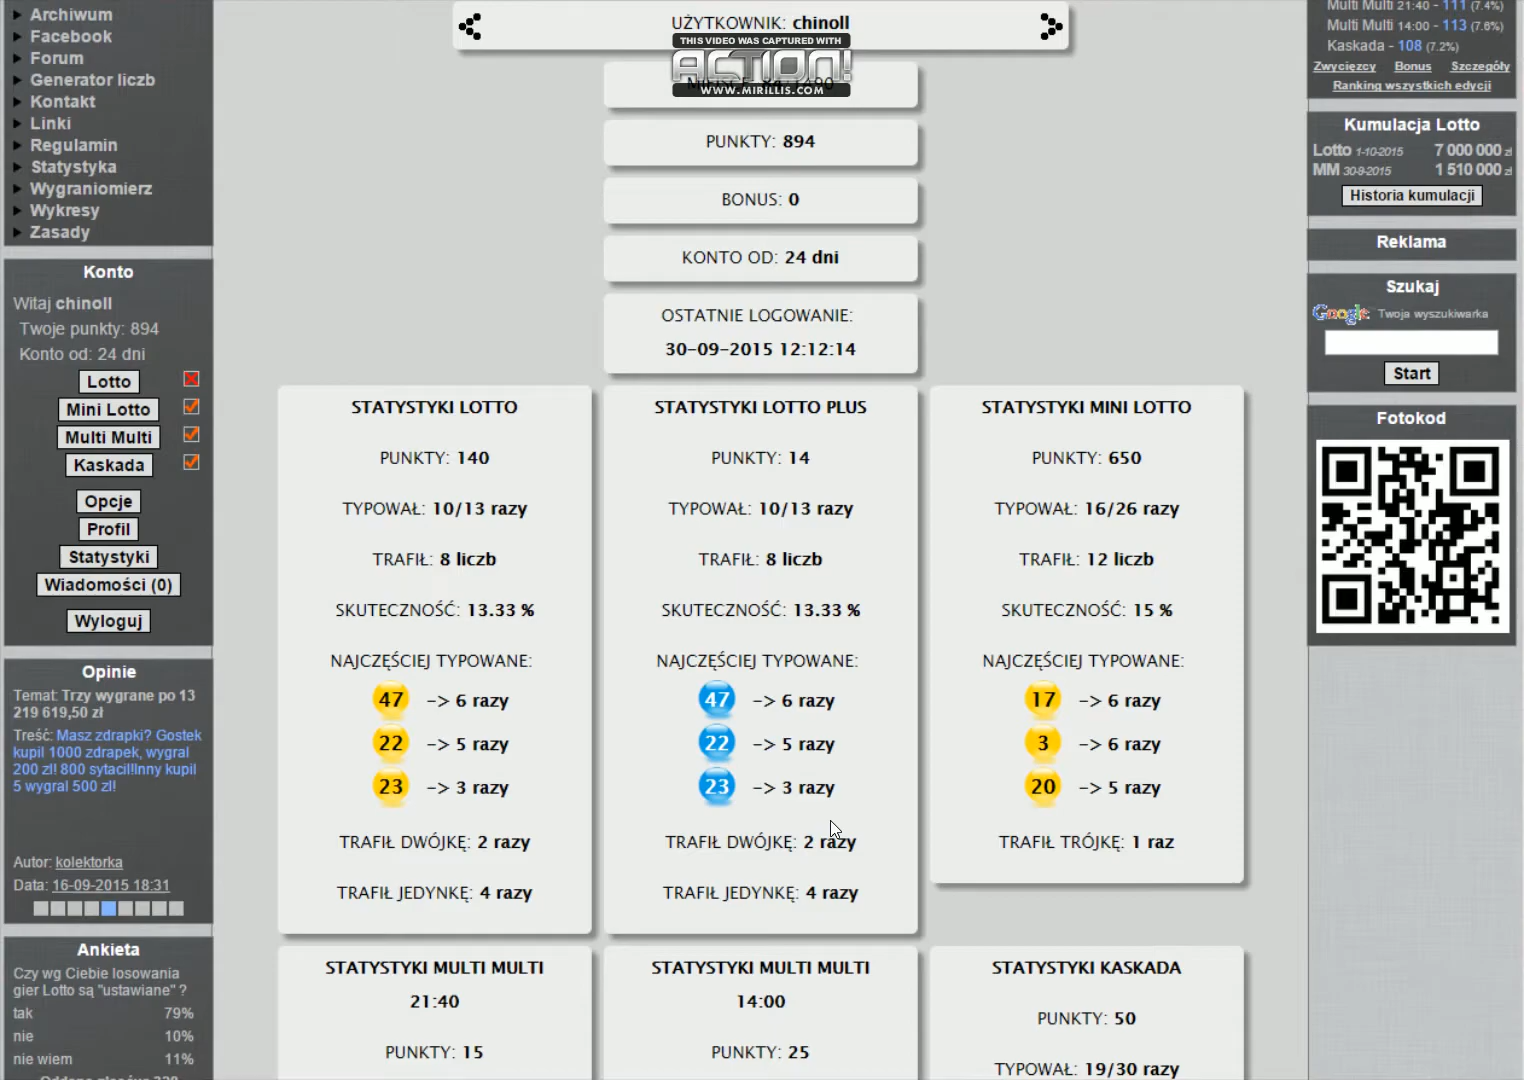 Archiwum
Facebook
Forum
Generator liczb
Kontakt
Linki
Regulamin
Statystyka
Wygraniomierz
Wykresy
Zasady
Konto
Witaj chinoll
Twoje punkty: 894
Konto od: 24 dni
Lotto
Mini Lotto
Multi Multi
Kaskada
Opcje
Profil
Statystyki
Wiadomości (0)
Wyloguj
Opinie
Temat: Trzy wygrane po 13
219 619,50 zł
Treść: Masz zdrapki? Gostek
kupil 1000 zdrapek, wygral
200 zl! 800 sytacil!Inny kupil
5 wygral 500 zl!
Autor: kolektorka
Data: 16-09-2015 18:31
Ankieta
Czy wg Ciebie losowania
gier Lotto są "ustawiane" ?
tak 79%
nie 10%
nie wiem 11%
UŻYTKOWNIK: chinoll
THIS VIDEO WAS CAPTURED WITH
ACTION!
WWW.MIRILLIS.COM
PUNKTY: 894
BONUS: 0
KONTO OD: 24 dni
OSTATNIE LOGOWANIE:
30-09-2015 12:12:14
STATYSTYKI LOTTO
PUNKTY: 140
TYPOWAŁ: 10/13 razy
TRAFIŁ: 8 liczb
SKUTECZNOŚĆ: 13.33 %
NAJCZĘŚCIEJ TYPOWANE:
47 -> 6 razy
22 -> 5 razy
23 -> 3 razy
TRAFIŁ DWÓJKĘ: 2 razy
TRAFIŁ JEDYNKĘ: 4 razy
STATYSTYKI LOTTO PLUS
PUNKTY: 14
TYPOWAŁ: 10/13 razy
TRAFIŁ: 8 liczb
SKUTECZNOŚĆ: 13.33 %
NAJCZĘŚCIEJ TYPOWANE:
47 -> 6 razy
22 -> 5 razy
23 -> 3 razy
TRAFIŁ DWÓJKĘ: 2 razy
TRAFIŁ JEDYNKĘ: 4 razy
STATYSTYKI MINI LOTTO
PUNKTY: 650
TYPOWAŁ: 16/26 razy
TRAFIŁ: 12 liczb
SKUTECZNOŚĆ: 15 %
NAJCZĘŚCIEJ TYPOWANE:
17 -> 6 razy
3 -> 6 razy
20 -> 5 razy
TRAFIŁ TRÓJKĘ: 1 raz
STATYSTYKI MULTI MULTI
21:40
PUNKTY: 15
STATYSTYKI MULTI MULTI
14:00
PUNKTY: 25
STATYSTYKI KASKADA
PUNKTY: 50
TYPOWAŁ: 19/30 razy
Multi Multi 21:40 - 111 (7.4%)
Multi Multi 14:00 - 113 (7.6%)
Kaskada - 108 (7.2%)
Zwycięzcy Bonus Szczegóły
Ranking wszystkich edycji
Kumulacja Lotto
Lotto 1-10-2015 7 000 000 zł
MM 30-9-2015 1 510 000 zł
Historia kumulacji
Reklama
Szukaj
Google Twoja wyszukiwarka
Start
Fotokod